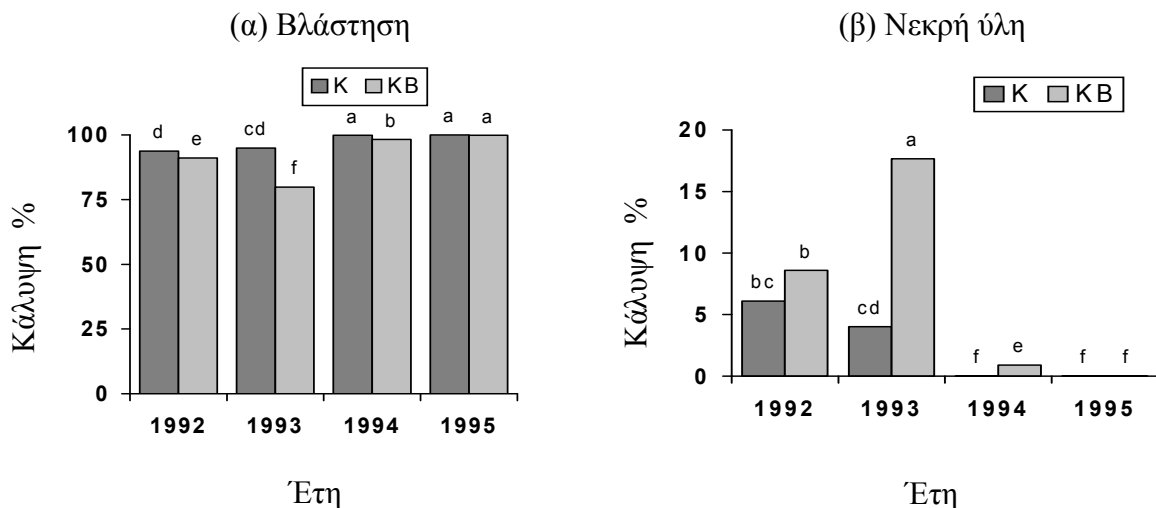 (α) Βλάστηση
K KB
Κάλυψη %
100
75
50
25
0
d e cd f a b a a
1992 1993 1994 1995
Έτη
(β) Νεκρή ύλη
K KB
Κάλυψη %
20
15
10
5
0
bc b cd a f e f f
1992 1993 1994 1995
Έτη